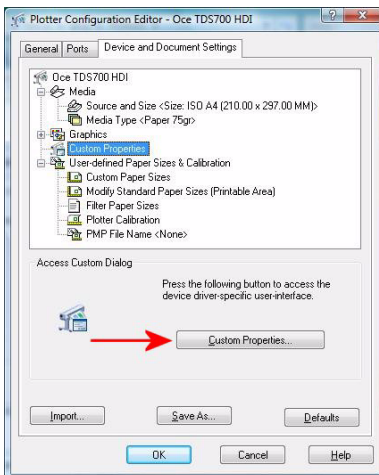 Plotter Configuration Editor - Oce TDS700 HDI
General Ports Device and Document Settings
Oce TDS700 HDI
Media
Source and Size <Size: ISO A4 (210.00 x 297.00 MM)>
Media Type <Paper 75gr>
Graphics
Custom Properties
User-defined Paper Sizes & Calibration
Custom Paper Sizes
Modify Standard Paper Sizes (Printable Area)
Filter Paper Sizes
Plotter Calibration
PMP File Name <None>
Access Custom Dialog
Press the following button to access the
device driver-specific user-interface.
Custom Properties...
Import... Save As... Defaults
OK Cancel Help